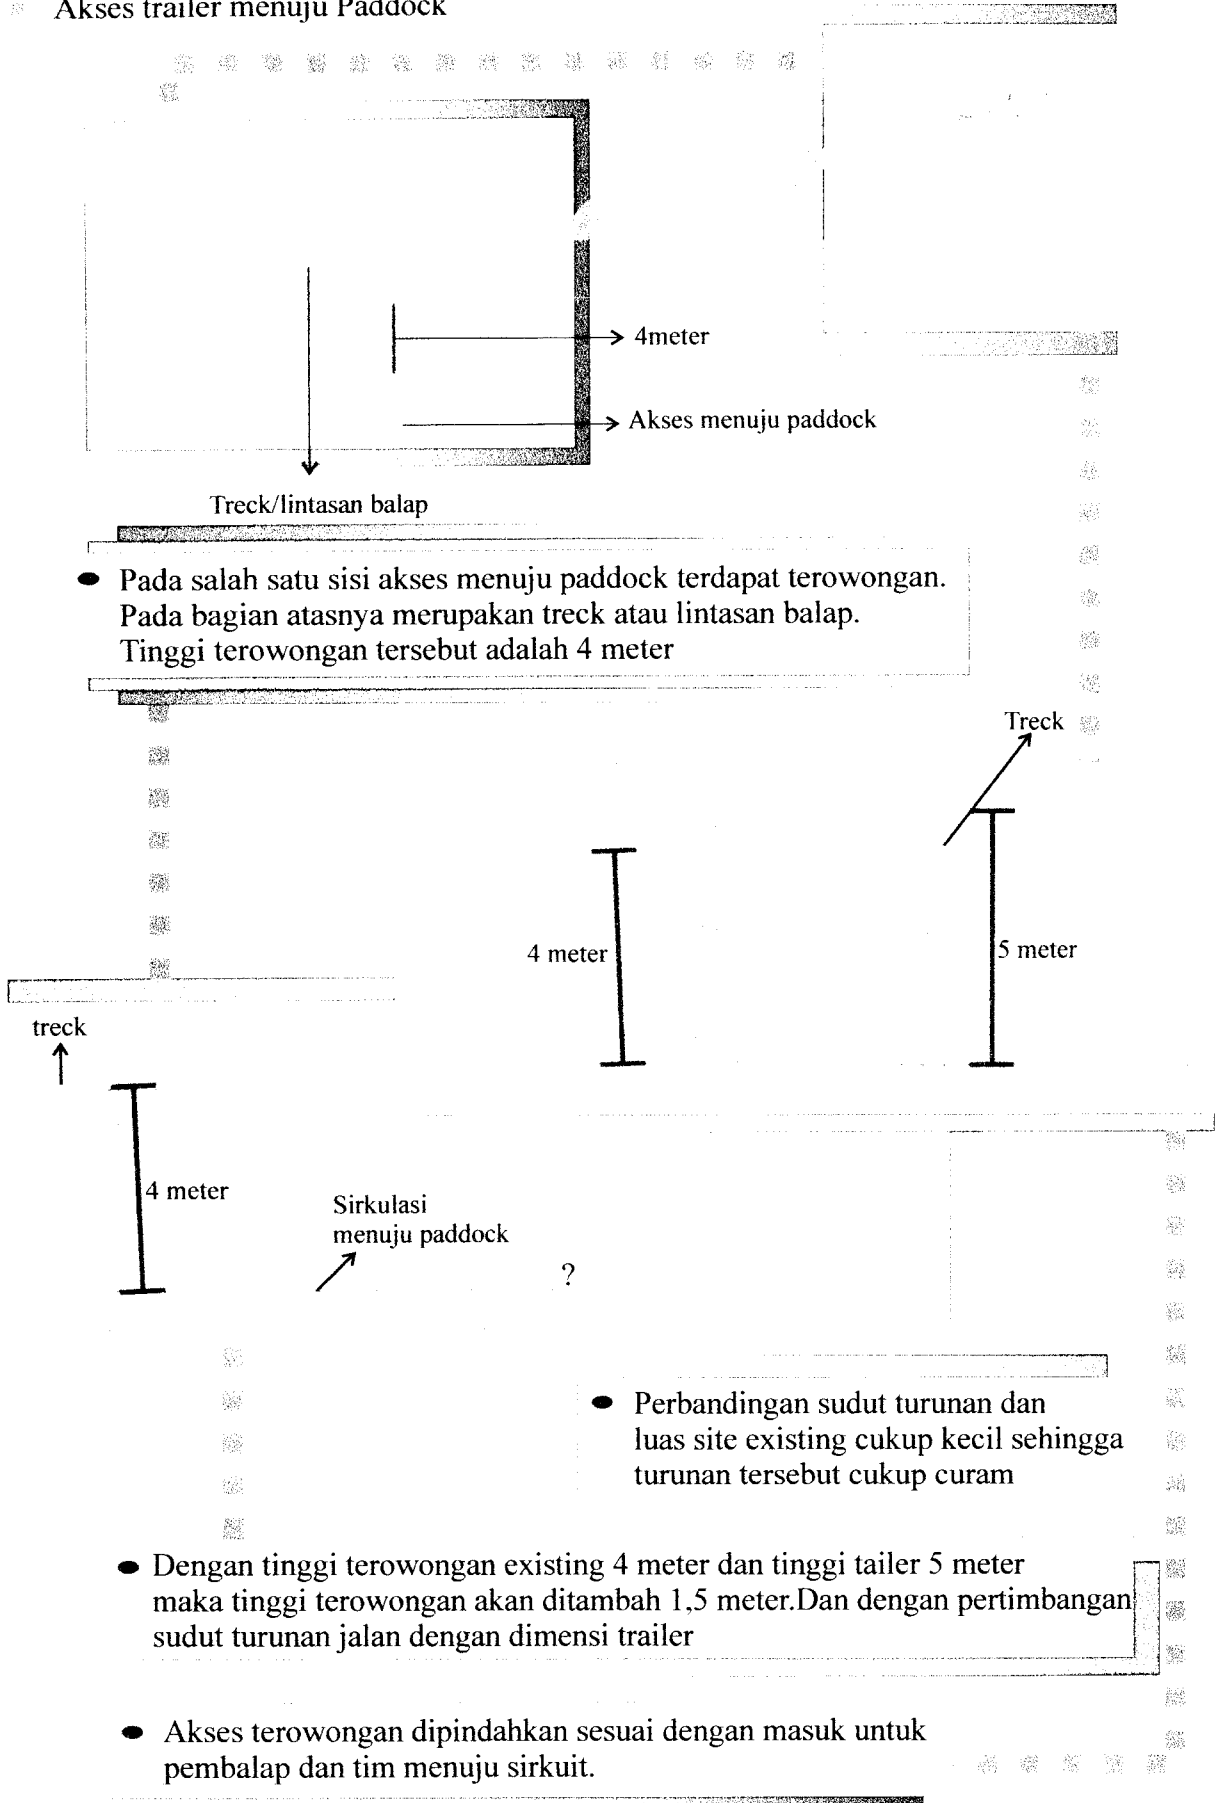 Akses trailer menuju Paddock
4meter
Akses menuju paddock
Treck/lintasan balap
Pada salah satu sisi akses menuju paddock terdapat terowongan.
Pada bagian atasnya merupakan treck atau lintasan balap.
Tinggi terowongan tersebut adalah 4 meter
Treck
4 meter
5 meter
treck
4 meter
Sirkulasi
menuju paddock
?
Perbandingan sudut turunan dan
luas site existing cukup kecil sehingga
turunan tersebut cukup curam
Dengan tinggi terowongan existing 4 meter dan tinggi tailer 5 meter
maka tinggi terowongan akan ditambah 1,5 meter.Dan dengan pertimbangan
sudut turunan jalan dengan dimensi trailer
Akses terowongan dipindahkan sesuai dengan masuk untuk
pembalap dan tim menuju sirkuit.